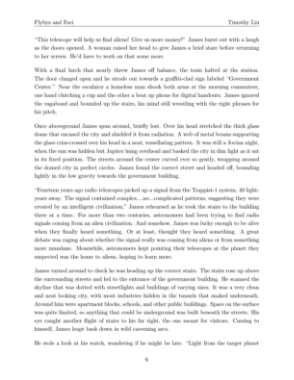 Flybys and Foci Timothy Liu
"This telescope will help us find aliens! Give us more money!" James burst out with a laugh
as the doors opened. A woman raised her head to give James a brief stare before returning
to her screen. He'd have to work on that some more.
With a final lurch that nearly threw James off balance, the train halted at the station.
The door clanged open and he strode out towards a graffiti-clad sign labeled "Government
Center." Near the escalator a homeless man shook both arms at the morning commuters,
one hand clutching a cup and the other a beat up phone for digital handouts. James ignored
the vagabond and bounded up the stairs, his mind still wrestling with the right phrases for
his pitch.
Once aboveground James spun around, briefly lost. Over his head stretched the thick glass
dome that encased the city and shielded it from radiation. A web of metal beams supporting
the glass criss-crossed over his head in a neat, tessellating pattern. It was still a Jovian night,
when the sun was hidden but Jupiter hung overhead and basked the city in dim light as it sat
in its fixed position. The streets around the center curved ever so gently, wrapping around
the domed city in perfect circles. James found the correct street and headed off, bounding
lightly in the low gravity towards the government building.
"Fourteen years ago radio telescopes picked up a signal from the Trappist-1 system, 40 light-
years away. The signal contained complex....no...complicated patterns, suggesting they were
created by an intelligent civilization," James rehearsed as he took the stairs to the building
three at a time. For more than two centuries, astronomers had been trying to find radio
signals coming from an alien civilization. And somehow, James was lucky enough to be alive
when they finally heard something. Or at least, thought they heard something. A great
debate was raging about whether the signal really was coming from aliens or from something
more mundane. Meanwhile, astronomers kept pointing their telescopes at the planet they
suspected was the home to aliens, hoping to learn more.
James turned around to check he was heading up the correct stairs. The stairs rose up above
the surrounding streets and led to the entrance of the government building. He scanned the
skyline that was dotted with streetlights and buildings of varying sizes. It was a very clean
and neat looking city, with most industries hidden in the tunnels that snaked underneath.
Around him were apartment blocks, schools, and other public buildings. Space on the surface
was quite limited, so anything that could be underground was built beneath the streets. His
eye caught another flight of stairs to his far right, the one meant for visitors. Cursing to
himself, James leapt back down in wild careening arcs.
He stole a look at his watch, wondering if he might be late. "Light from the target planet
6